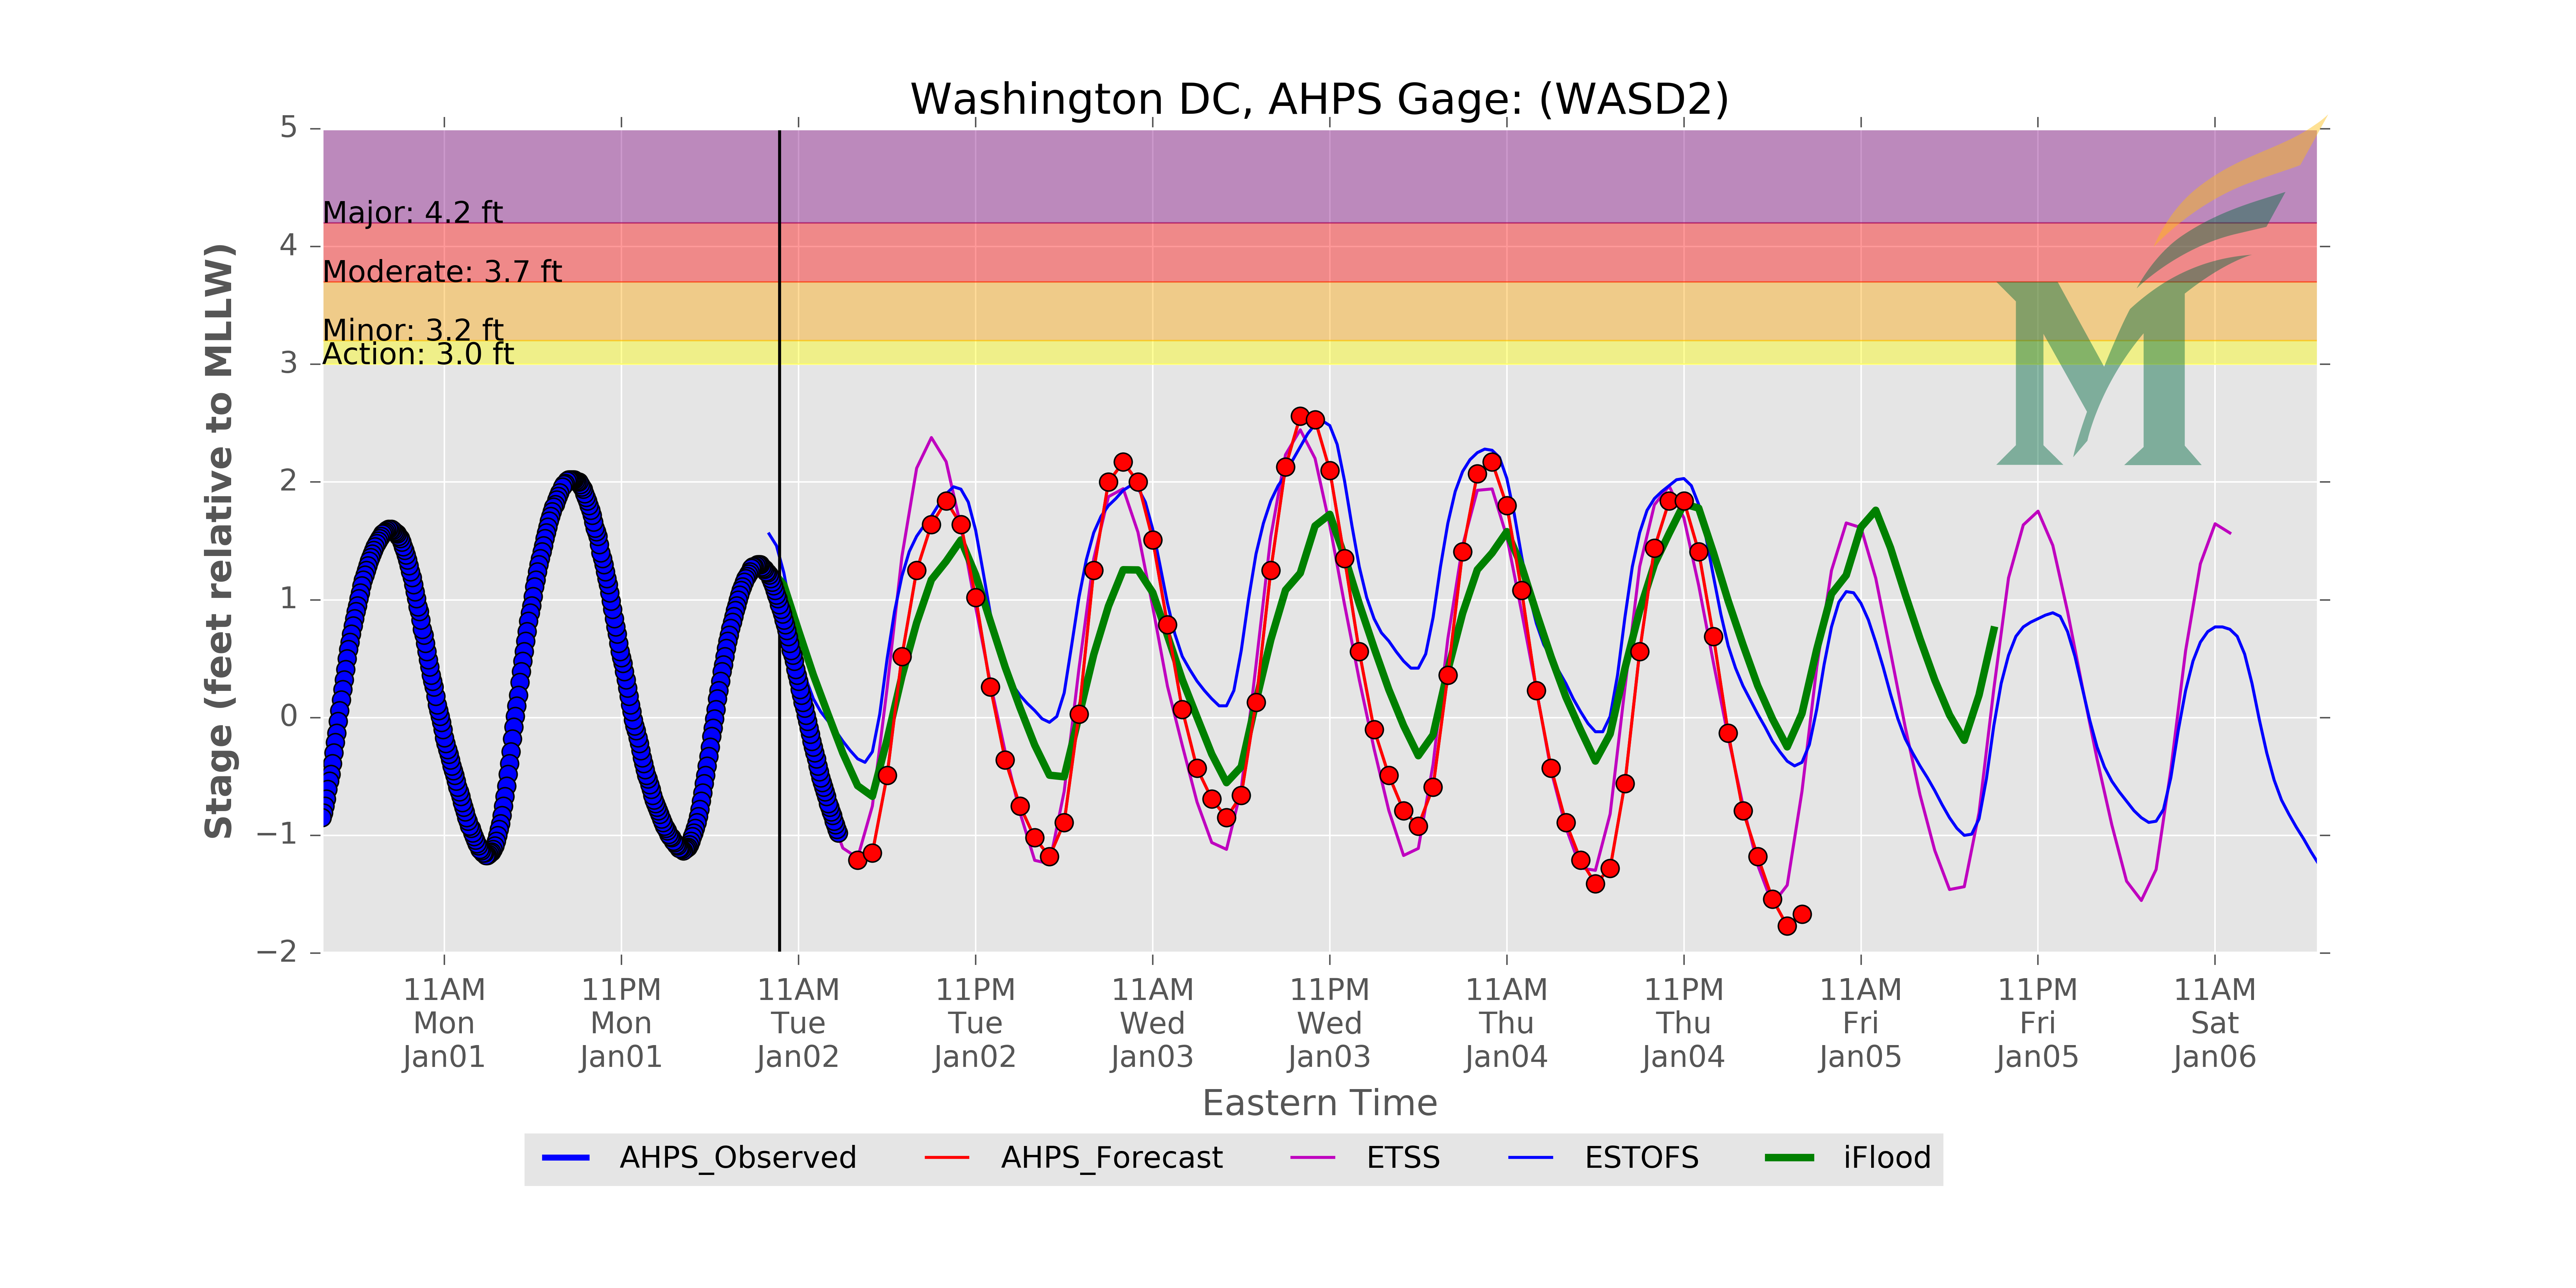 Washington DC, AHPS Gage: (WASD2)
5
Major: 4.2 ft
4
Moderate: 3.7 ft
Minor: 3.2 ft
Action: 3.0 ft
3
2
1
0
−1
−2
Stage (feet relative to MLLW)
11AM 11PM 11AM 11PM 11AM 11PM 11AM 11PM 11AM 11PM 11AM
Mon Mon Tue Tue Wed Wed Thu Thu Fri Fri Sat
Jan01 Jan01 Jan02 Jan02 Jan03 Jan03 Jan04 Jan04 Jan05 Jan05 Jan06
Eastern Time
AHPS_Observed AHPS_Forecast ETSS ESTOFS iFlood
M